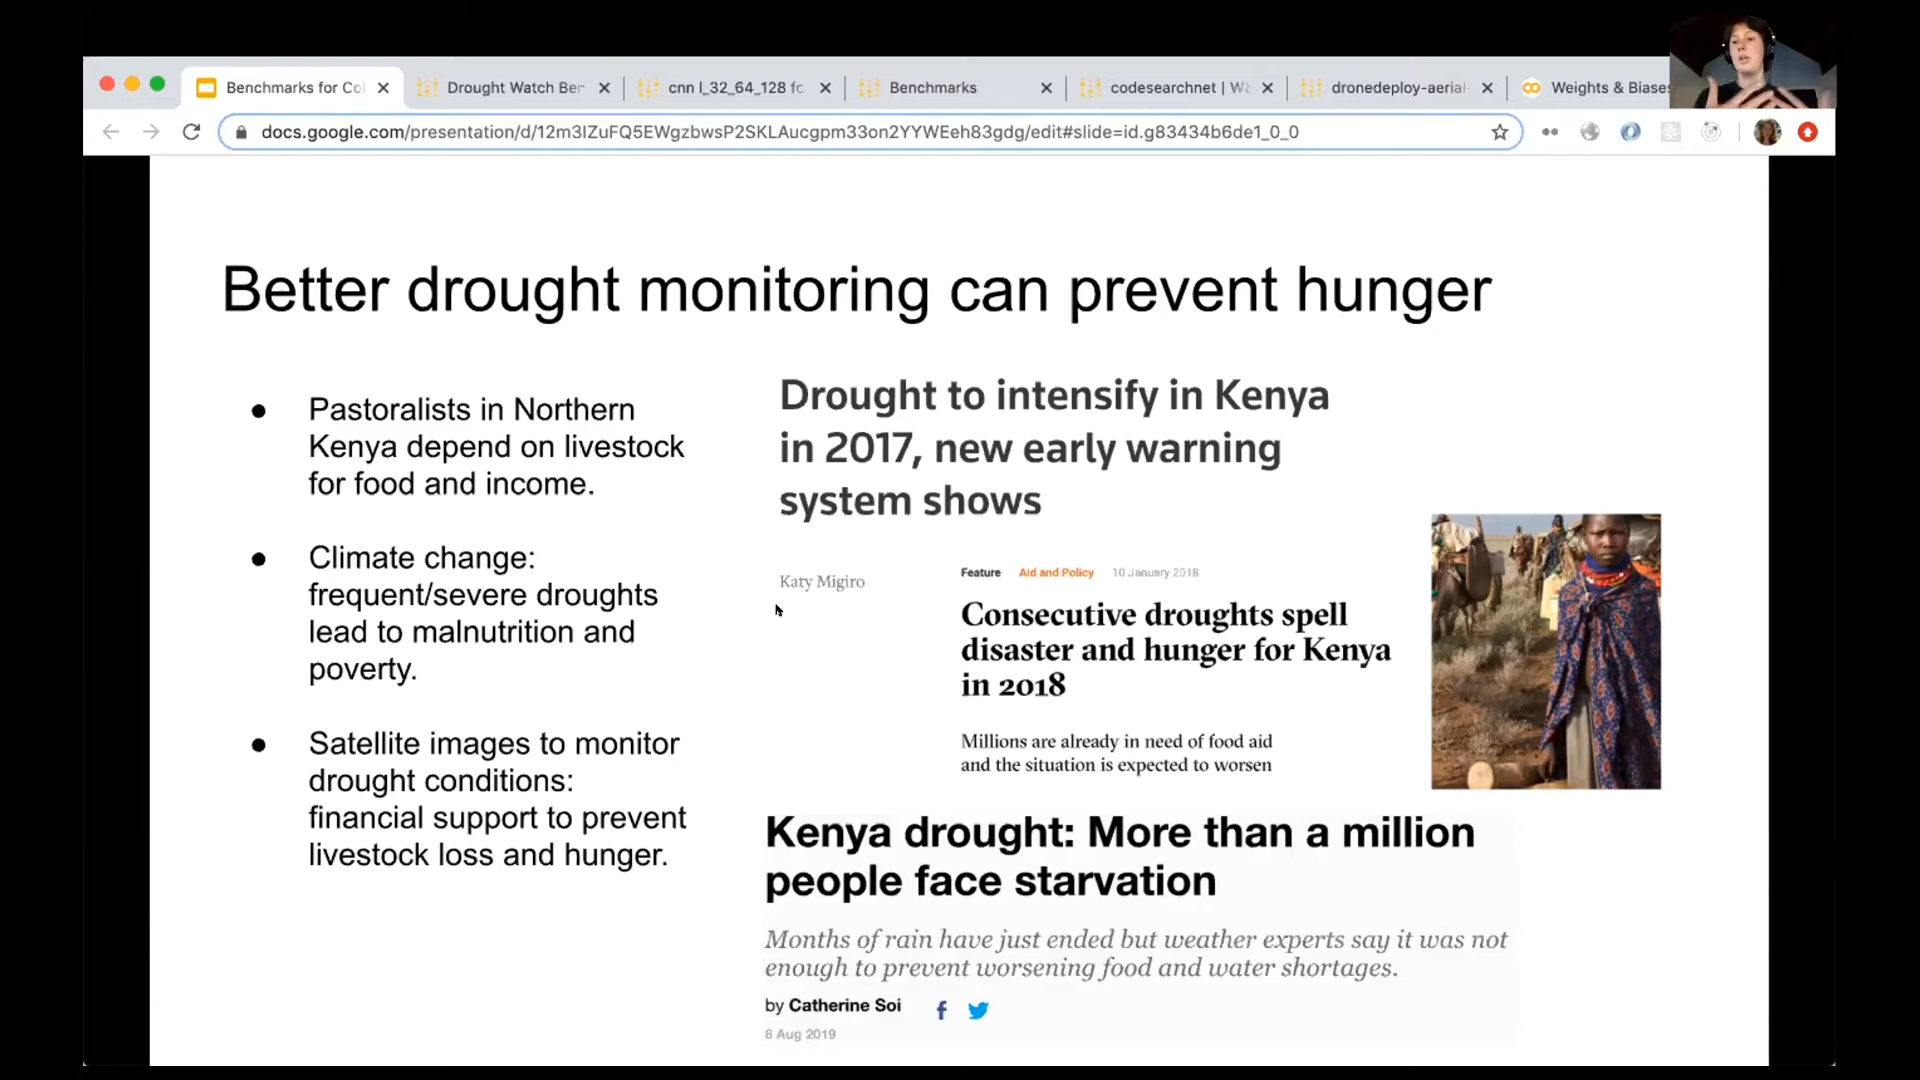 Benchmarks for Co
Drought Watch Ber
cnn l_32_64_128 fc
Benchmarks
codesearchnet | W&
dronedeploy-aerial-
Weights & Biases
docs.google.com/presentation/d/12m3IZuFQ5EWgzbwsP2SKLAucgpm33on2YYWEeh83gdg/edit#slide=id.g83434b6de1_0_0
Better drought monitoring can prevent hunger
● Pastoralists in Northern
Kenya depend on livestock
for food and income.
● Climate change:
frequent/severe droughts
lead to malnutrition and
poverty.
● Satellite images to monitor
drought conditions:
financial support to prevent
livestock loss and hunger.
Drought to intensify in Kenya
in 2017, new early warning
system shows
Katy Migiro
Feature Aid and Policy 10 January 2018
Consecutive droughts spell
disaster and hunger for Kenya
in 2018
Millions are already in need of food aid
and the situation is expected to worsen
Kenya drought: More than a million
people face starvation
Months of rain have just ended but weather experts say it was not
enough to prevent worsening food and water shortages.
by Catherine Soi
8 Aug 2019